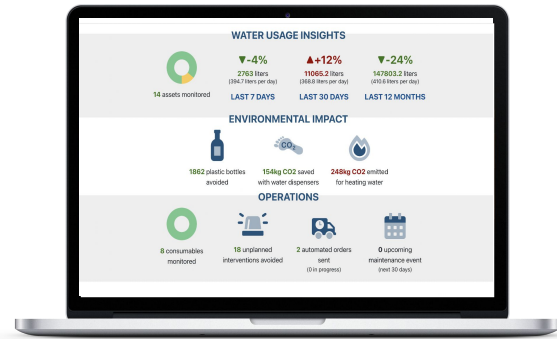 WATER USAGE INSIGHTS
▼-4% ▲+12% ▼-24%
2763 liters 11065.2 liters 147803.2 liters
(394.7 liters per day) (368.8 liters per day) (410.6 liters per day)
14 assets monitored LAST 7 DAYS LAST 30 DAYS LAST 12 MONTHS
ENVIRONMENTAL IMPACT
CO₂
1862 plastic bottles 154kg CO2 saved 248kg CO2 emitted
avoided with water dispensers for heating water
OPERATIONS
8 consumables 18 unplanned 2 automated orders 0 upcoming
monitored interventions avoided sent maintenance event
(0 in progress) (next 30 days)